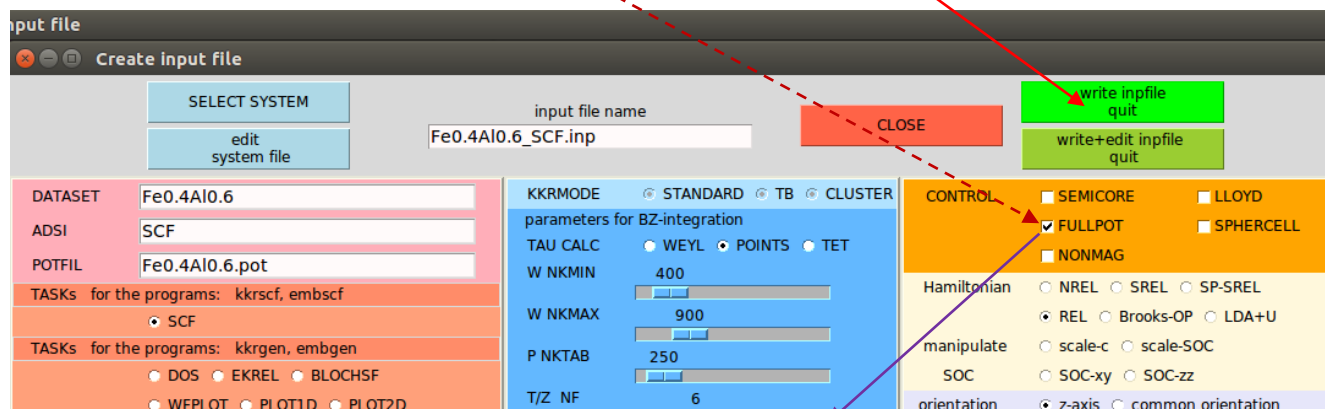 nput file
Create input file
SELECT SYSTEM
edit
system file
input file name
Fe0.4Al0.6_SCF.inp
CLOSE
write inpfile
quit
write+edit inpfile
quit
DATASET Fe0.4Al0.6
ADSI SCF
POTFIL Fe0.4Al0.6.pot
TASKs for the programs: kkrscf, embscf
SCF
TASKs for the programs: kkrgen, embgen
DOS EKREL BLOCHSF
WFPLOT PLOT1D PLOT2D
KKRMODE STANDARD TB CLUSTER
parameters for BZ-integration
TAU CALC WEYL POINTS TET
W NKMIN 400
W NKMAX 900
P NKTAB 250
T/Z NF 6
CONTROL SEMICORE LLOYD
FULLPOT SPHERCELL
NONMAG
Hamiltonian NREL SREL SP-SREL
REL Brooks-OP LDA+U
manipulate scale-c scale-SOC
SOC SOC-xy SOC-zz
orientation z-axis common orientation